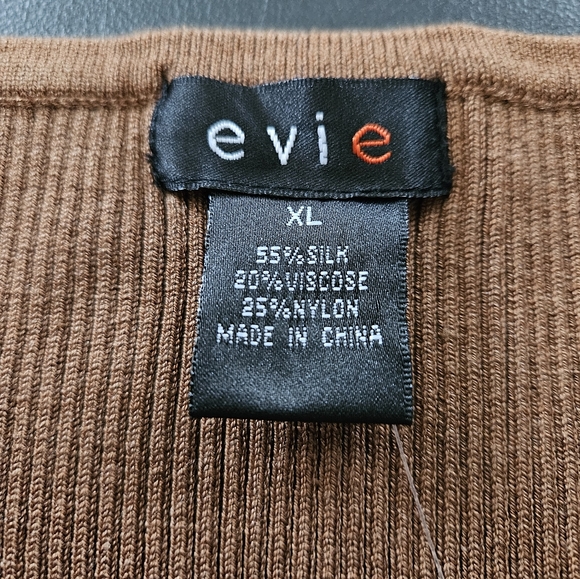 evie
XL
55%SILK
20%VISCOSE
25%NYLON
MADE IN CHINA